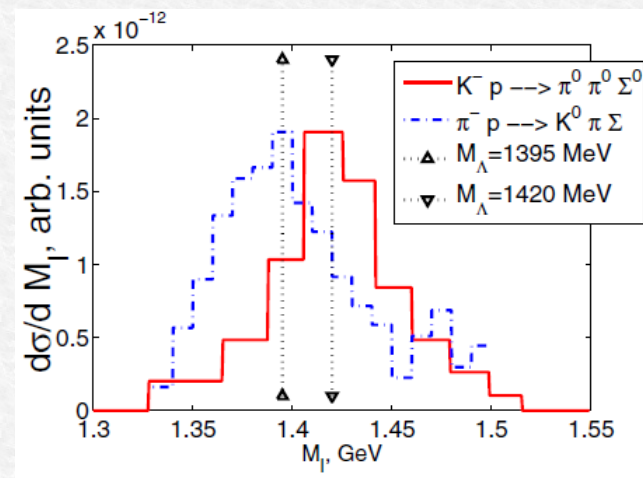 x 10⁻¹²
2.5
2
1.5
1
0.5
0
dσ/d M_I, arb. units
1.3 1.35 1.4 1.45 1.5 1.55
M_I, GeV
K⁻ p --> π⁰ π⁰ Σ⁰
π⁻ p --> K⁰ π Σ
M_Λ=1395 MeV
M_Λ=1420 MeV